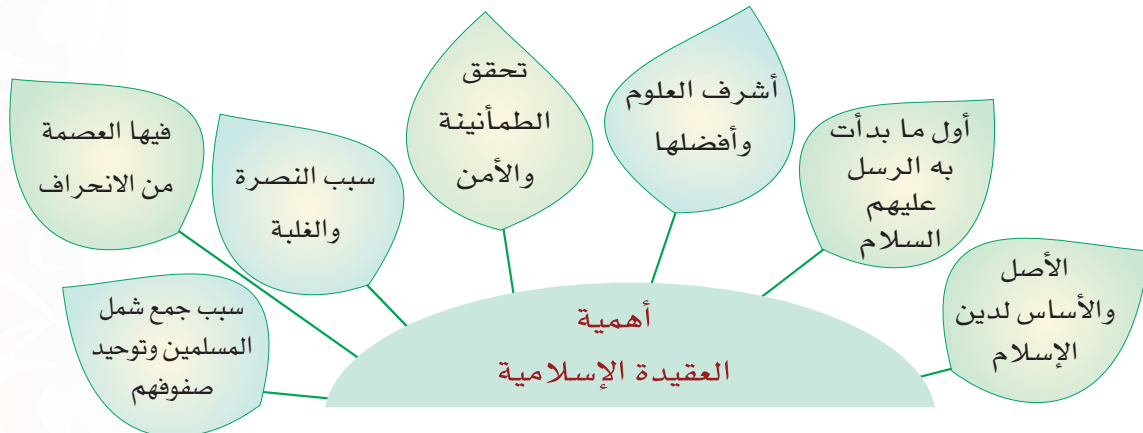 أهمية
العقيدة الإسلامية
الأصل
والأساس لدين
الإسلام
أول ما بدأت
به الرسل
عليهم
السلام
أشرف العلوم
وأفضلها
تحقق
الطمأنينة
والأمن
سبب النصرة
والغلبة
فيها العصمة
من الانحراف
سبب جمع شمل
المسلمين وتوحيد
صفوفهم